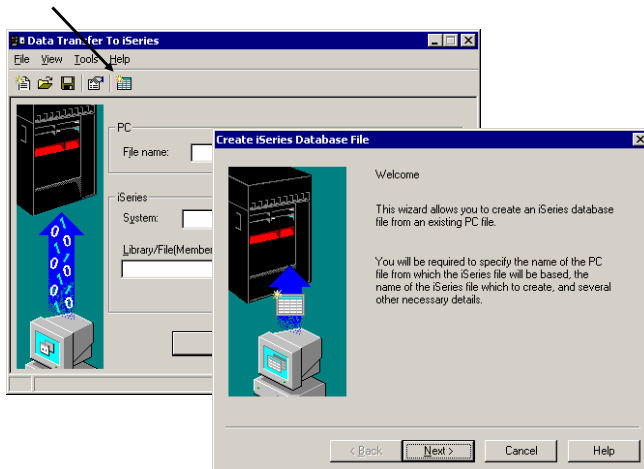 Data Transfer To iSeries
File View Tools Help
PC
File name:
iSeries
System:
Library/File(Member
Create iSeries Database File
Welcome
This wizard allows you to create an iSeries database
file from an existing PC file.
You will be required to specify the name of the PC
file from which the iSeries file will be based, the
name of the iSeries file which to create, and several
other necessary details.
< Back Next > Cancel Help